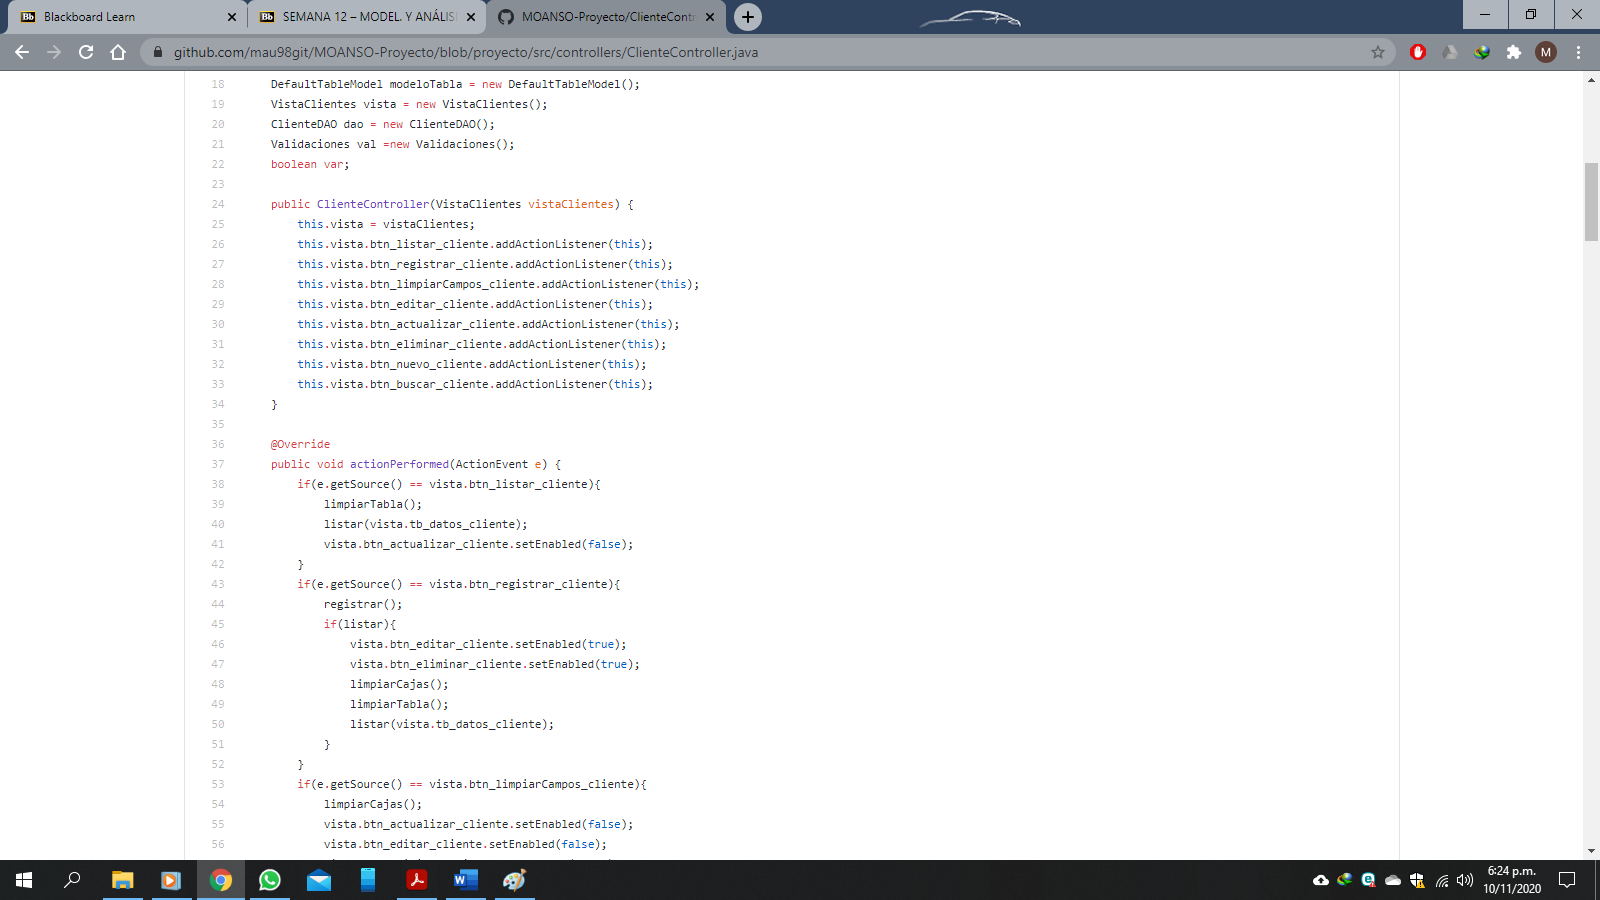 Blackboard Learn
SEMANA 12 – MODEL. Y ANÁLIS
MOANSO-Proyecto/ClienteContr
github.com/mau98git/MOANSO-Proyecto/blob/proyecto/src/controllers/ClienteController.java
M
18 DefaultTableModel modeloTabla = new DefaultTableModel();
19 VistaClientes vista = new VistaClientes();
20 ClienteDAO dao = new ClienteDAO();
21 Validaciones val =new Validaciones();
22 boolean var;
23
24 public ClienteController(VistaClientes vistaClientes) {
25 this.vista = vistaClientes;
26 this.vista.btn_listar_cliente.addActionListener(this);
27 this.vista.btn_registrar_cliente.addActionListener(this);
28 this.vista.btn_limpiarCampos_cliente.addActionListener(this);
29 this.vista.btn_editar_cliente.addActionListener(this);
30 this.vista.btn_actualizar_cliente.addActionListener(this);
31 this.vista.btn_eliminar_cliente.addActionListener(this);
32 this.vista.btn_nuevo_cliente.addActionListener(this);
33 this.vista.btn_buscar_cliente.addActionListener(this);
34 }
35
36 @Override
37 public void actionPerformed(ActionEvent e) {
38 if(e.getSource() == vista.btn_listar_cliente){
39 limpiarTabla();
40 listar(vista.tb_datos_cliente);
41 vista.btn_actualizar_cliente.setEnabled(false);
42 }
43 if(e.getSource() == vista.btn_registrar_cliente){
44 registrar();
45 if(listar){
46 vista.btn_editar_cliente.setEnabled(true);
47 vista.btn_eliminar_cliente.setEnabled(true);
48 limpiarCajas();
49 limpiarTabla();
50 listar(vista.tb_datos_cliente);
51 }
52 }
53 if(e.getSource() == vista.btn_limpiarCampos_cliente){
54 limpiarCajas();
55 vista.btn_actualizar_cliente.setEnabled(false);
56 vista.btn_editar_cliente.setEnabled(false);
6:24 p.m.
10/11/2020